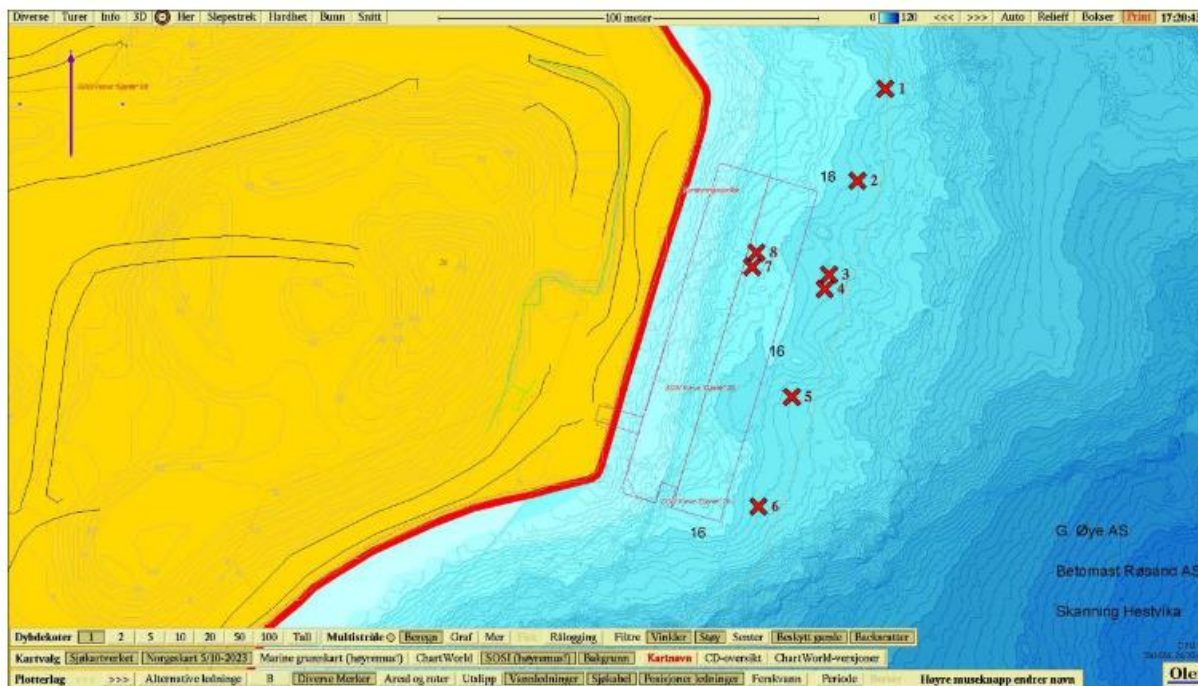 Diverse Turer Info 3D Her Slepestrek Hardhet Bunn Snitt 100 meter 0 120 <<< >>> Auto Relieff Bokser Print 17:20:4
1
16 2
8
7
3
4
16
5
6
16
G. Øye AS
Betomast Røsand AS
Skanning Hestvika
Dybdekoter 1 2 5 10 20 50 100 Tall Multistråle Beregn Graf Mer Rålogging Filtre Vinkler Støy Senter Beskytt gamle Backscatter
Kartvalg Sjøkartverket Norgeskart 5/10-2023 Marine grunnkart (høyremus!) ChartWorld SOSI (høyremus!) Bakgrunn Kartnavn CD-oversikt ChartWorld-versjoner
Plotterlag <<< >>> Alternative ledninge B Diverse Merker Areal og ruter Utslipp Vannledninger Sjøkabel Posisjoner ledninger Ferskvann Periode Høyre museknapp endrer navn Ole